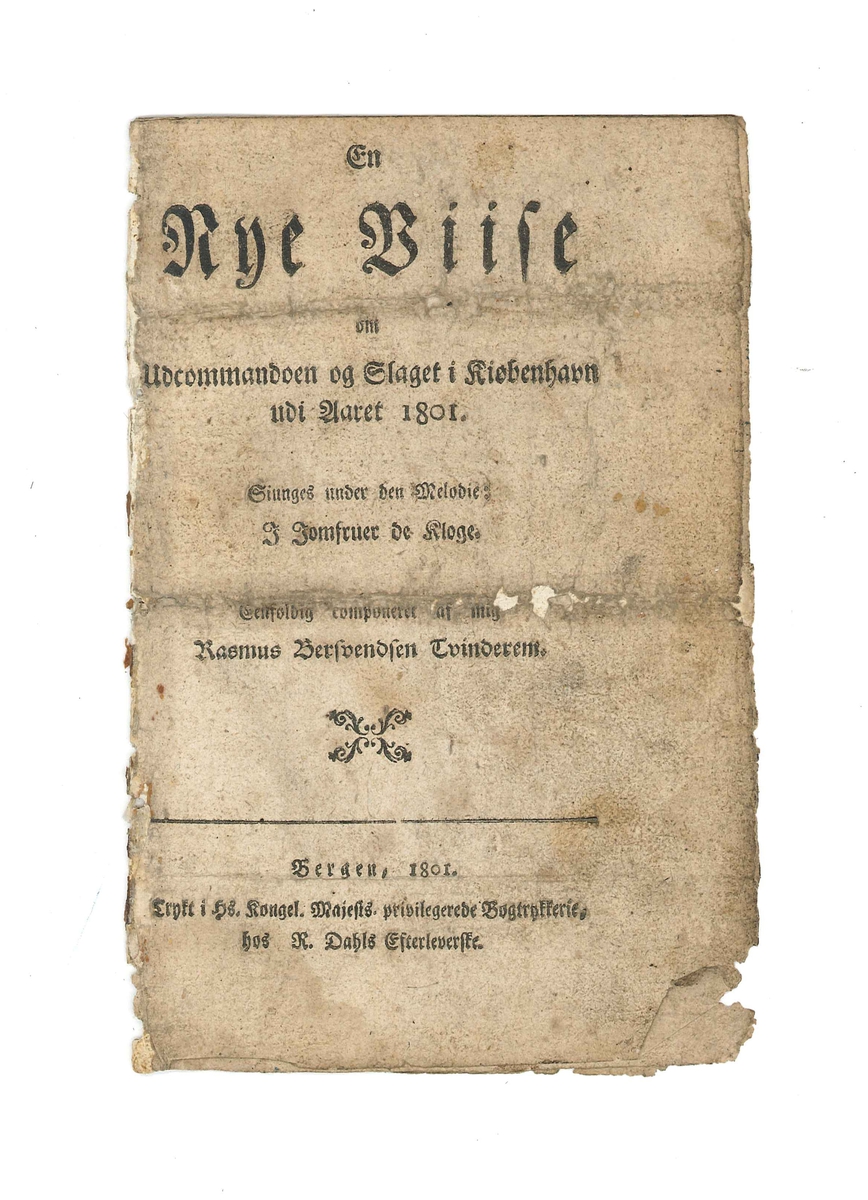 En
Nye Viise
om
Udcommandoen og Slaget i Kiøbenhavn
udi Aaret 1801.
Siunges under den Melodie:
I Jomfruer de Kloge.
Eenfoldig componeret af mig
Rasmus Bersvendsen Tvinderem.
Bergen, 1801.
Trykt i Hs. Kongel. Majests. privilegerede Bogtrykkerie,
hos R. Dahls Efterleverske.